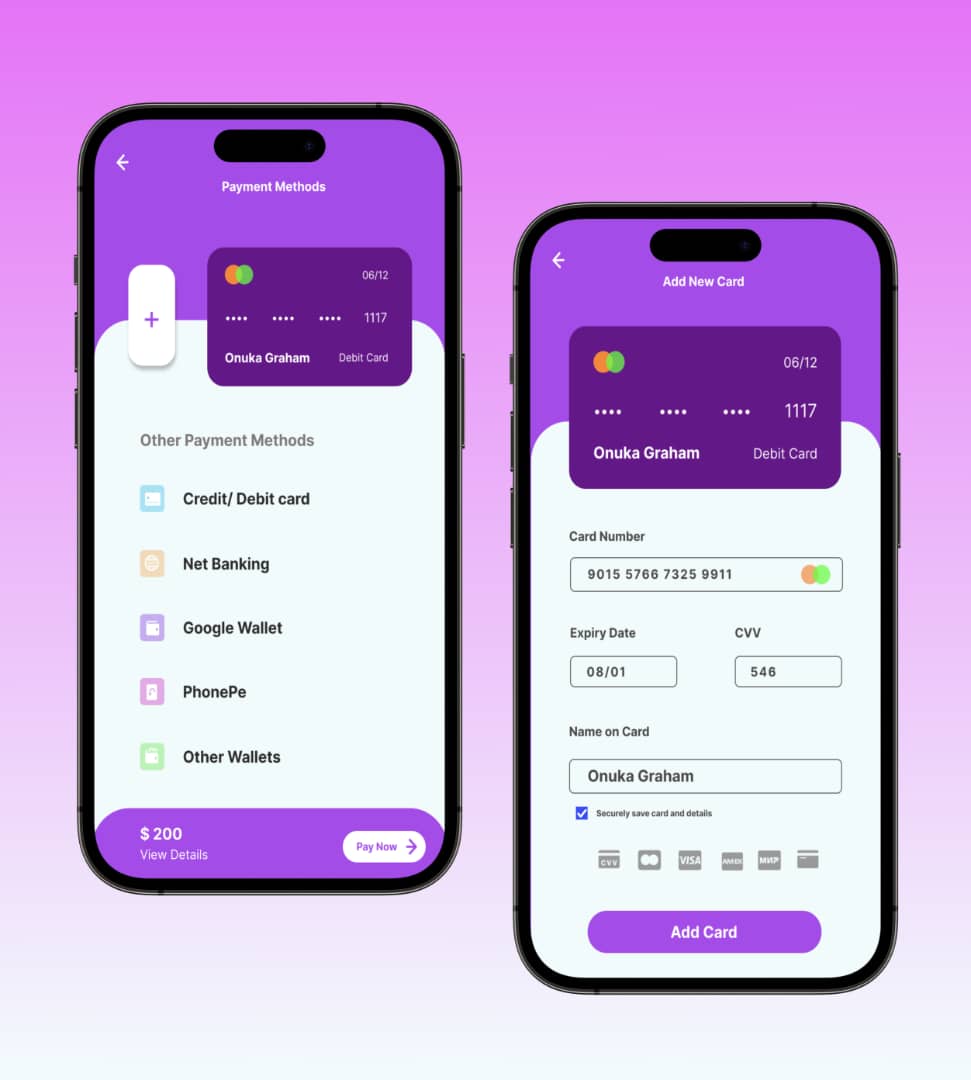 Payment Methods
+
06/12
•••• •••• •••• 1117
Onuka Graham Debit Card
Other Payment Methods
Credit/ Debit card
Net Banking
Google Wallet
PhonePe
Other Wallets
$ 200
View Details
Pay Now
Add New Card
06/12
•••• •••• •••• 1117
Onuka Graham Debit Card
Card Number
9015 5766 7325 9911
Expiry Date CVV
08/01 546
Name on Card
Onuka Graham
Securely save card and details
CVV VISA AMEX МИР
Add Card